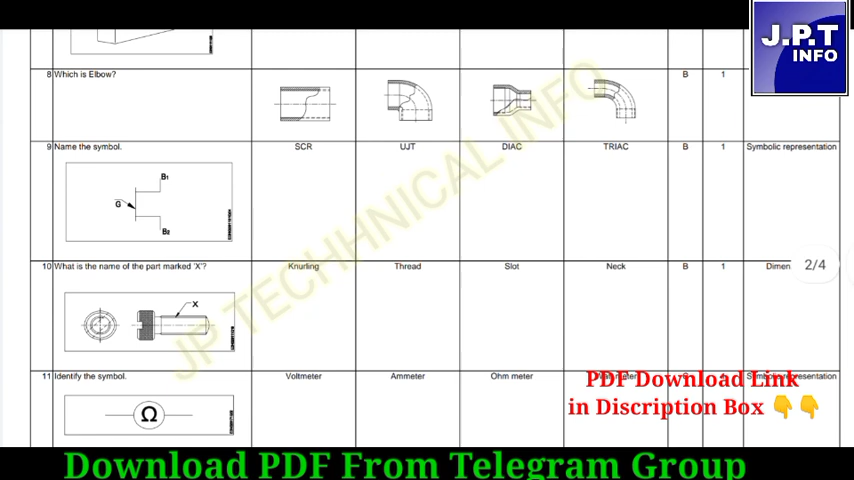 J.P.T
INFO
8 Which is Elbow? B 1
9 Name the symbol. SCR UJT DIAC TRIAC B 1 Symbolic representation
B1
G
B2
10 What is the name of the part marked 'X'? Knurling Thread Slot Neck B 1 Dimen
2/4
X
11 Identify the symbol. Voltmeter Ammeter Ohm meter Symbolic representation
Ω
JP TECHHNICAL INFO
PDF Download Link
in Discription Box 👇👇
Download PDF From Telegram Group